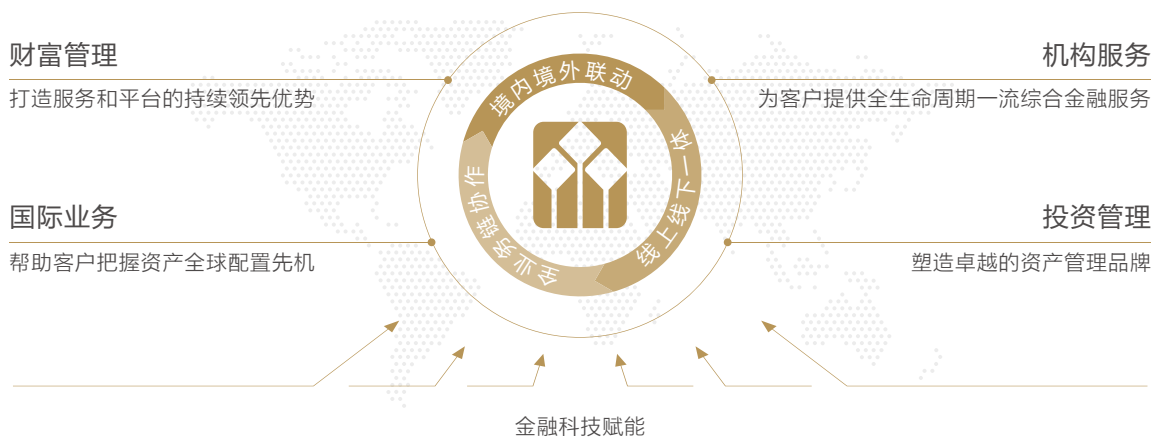 财富管理
打造服务和平台的持续领先优势
机构服务
为客户提供全生命周期一流综合金融服务
境内境外联动
线上线下一体
全业务链协作
国际业务
帮助客户把握资产全球配置先机
投资管理
塑造卓越的资产管理品牌
金融科技赋能